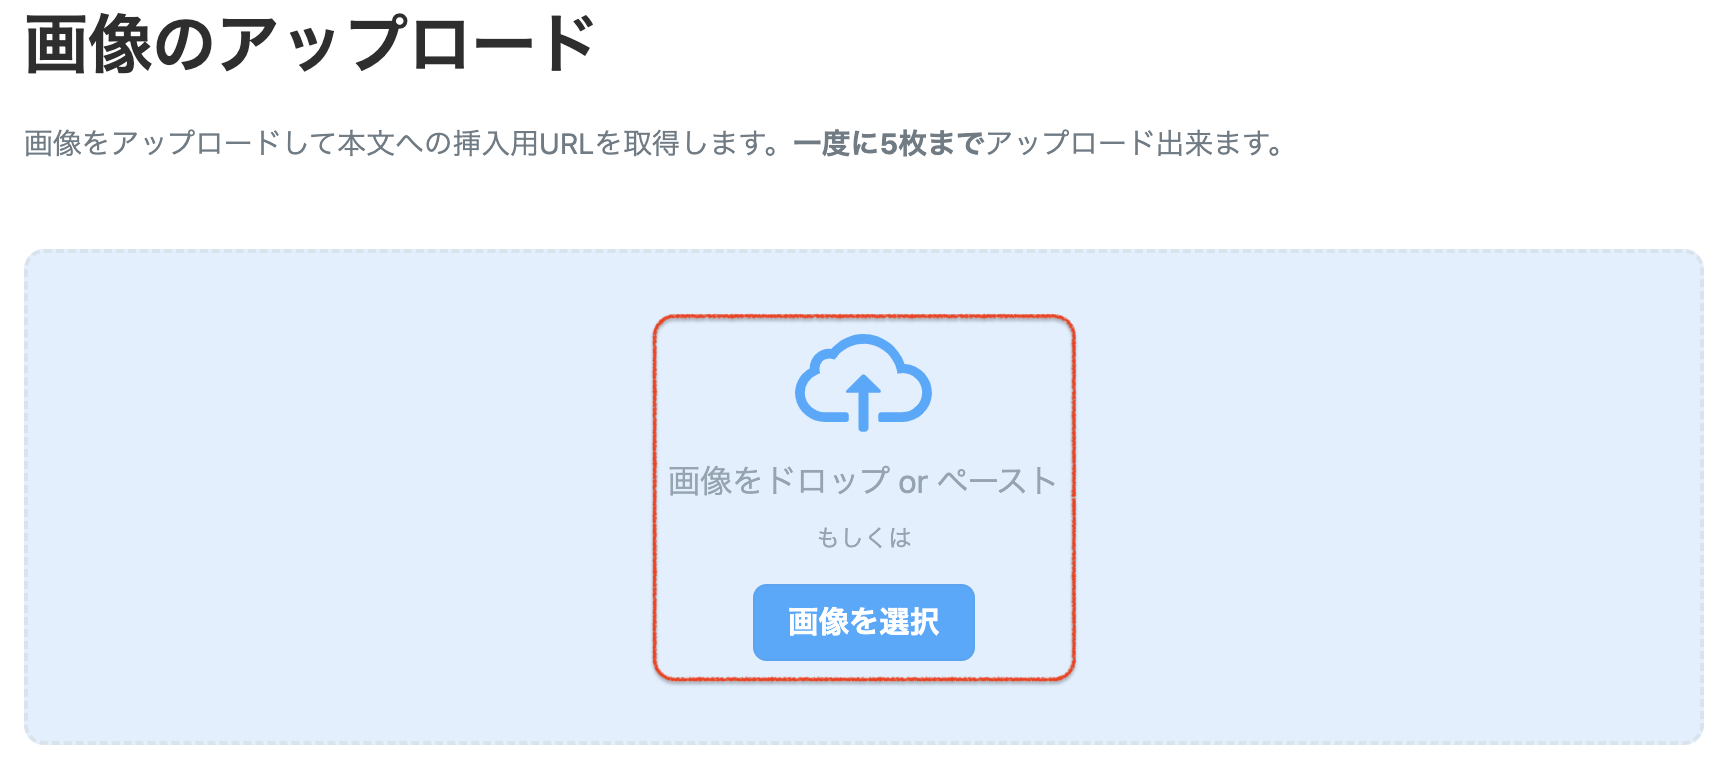 画像のアップロード
画像をアップロードして本文への挿入用URLを取得します。一度に5枚までアップロード出来ます。
画像をドロップ or ペースト
もしくは
画像を選択